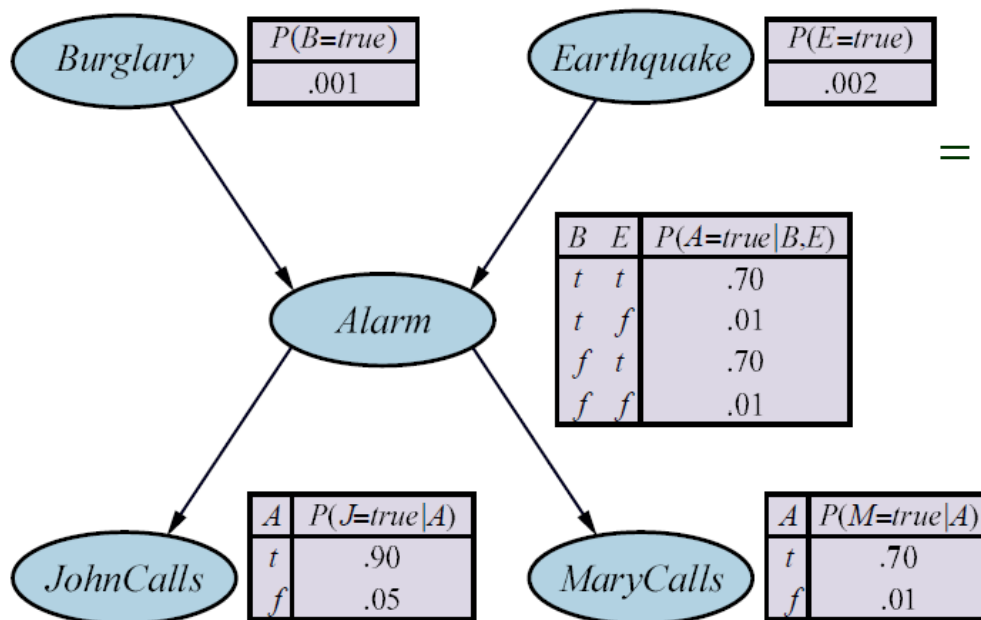 Burglary
P(B=true)
.001
Earthquake
P(E=true)
.002
=
B E P(A=true|B,E)
t t .70
t f .01
f t .70
f f .01
Alarm
A P(J=true|A)
t .90
f .05
JohnCalls
A P(M=true|A)
t .70
f .01
MaryCalls